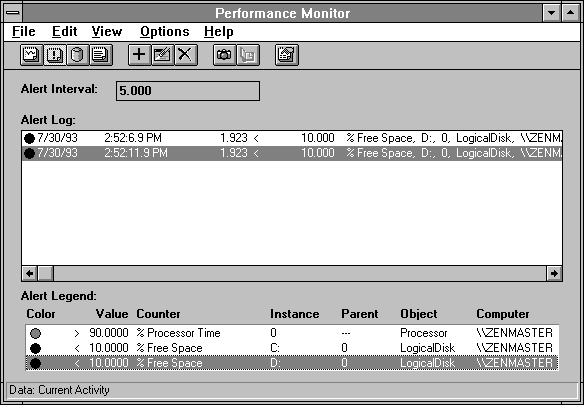 Performance Monitor
File Edit View Options Help
Alert Interval: 5.000
Alert Log:
7/30/93 2:52:6.9 PM 1.923 < 10.000 % Free Space, D:, 0, LogicalDisk, \\ZENMA
7/30/93 2:52:11.9 PM 1.923 < 10.000 % Free Space, D:, 0, LogicalDisk, \\ZENMA
Alert Legend:
Color Value Counter Instance Parent Object Computer
> 90.0000 % Processor Time 0 --- Processor \\ZENMASTER
< 10.0000 % Free Space C: 0 LogicalDisk \\ZENMASTER
< 10.0000 % Free Space D: 0 LogicalDisk \\ZENMASTER
Data: Current Activity